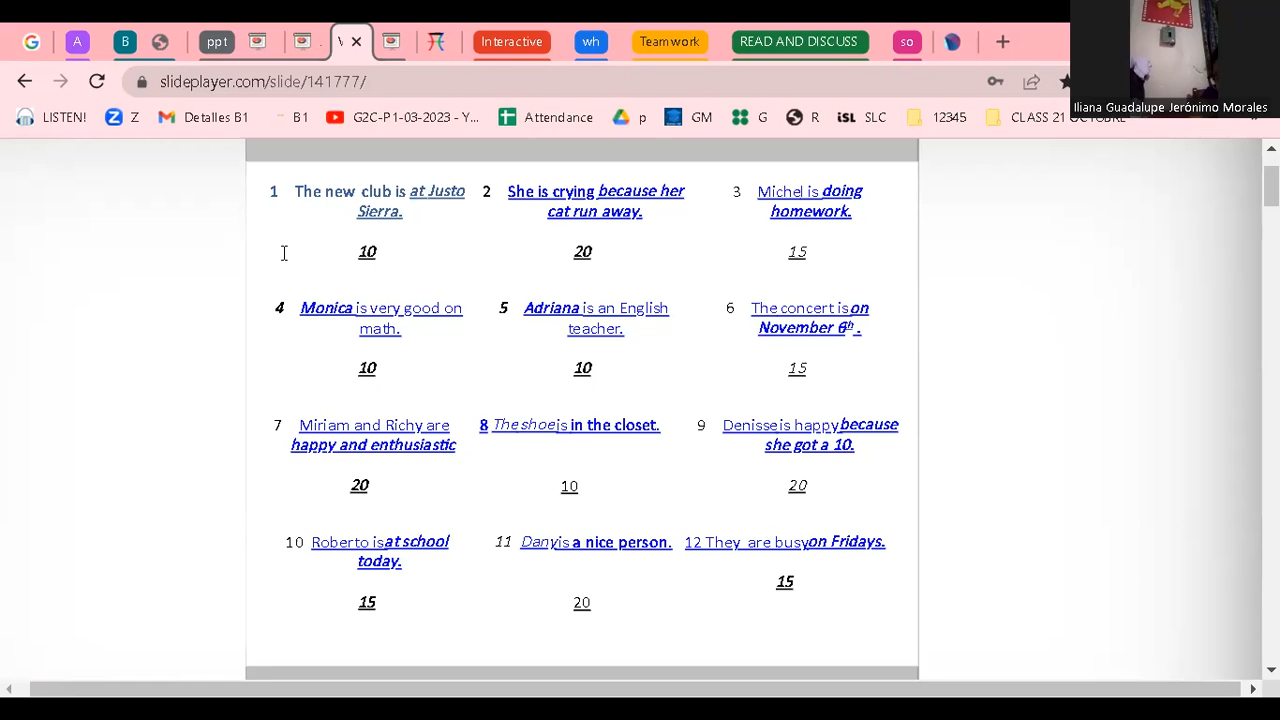 A
B
ppt
Interactive
wh
Teamwork
READ AND DISCUSS
so
slideplayer.com/slide/141777/
Iliana Guadalupe Jerónimo Morales
LISTEN!
Z
Detalles B1
B1
G2C-P1-03-2023 - Y...
Attendance
p
GM
G
R
iSL SLC
12345
CLASS 21 OCTUBRE
1 The new club is at Justo
Sierra.
10
2 She is crying because her
cat run away.
20
3 Michel is doing
homework.
15
4 Monica is very good on
math.
10
5 Adriana is an English
teacher.
10
6 The concert is on
November 6th .
15
7 Miriam and Richy are
happy and enthusiastic
20
8 The shoe is in the closet.
10
9 Denisse is happy because
she got a 10.
20
10 Roberto is at school
today.
15
11 Dany is a nice person.
20
12 They are busy on Fridays.
15